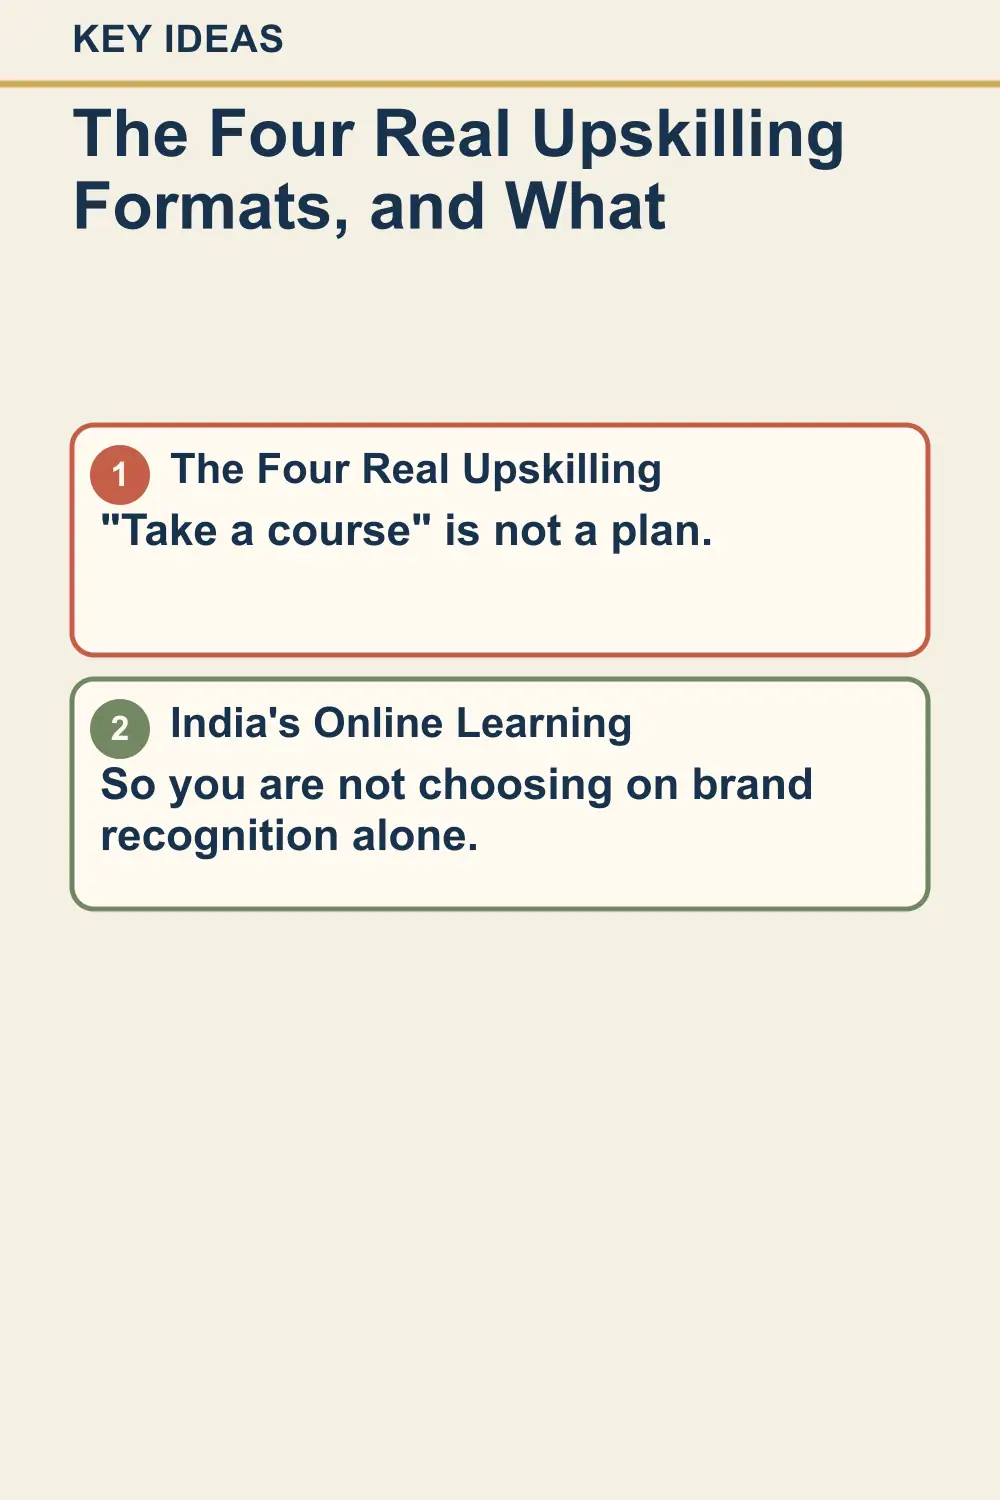 KEY IDEAS
The Four Real Upskilling
Formats, and What
1 The Four Real Upskilling
"Take a course" is not a plan.
2 India's Online Learning
So you are not choosing on brand
recognition alone.